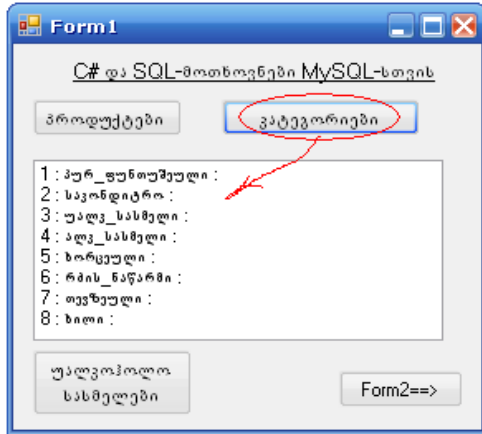 Form1
C# და SQL-მოთხოვნები MySQL-სთვის
პროდუქტები
კატეგორიები
1 : პურ_ფუნთუშეული :
2 : საკონდიტრო :
3 : უალკ_სასმელი :
4 : ალკ_სასმელი :
5 : ხორცეული :
6 : რძის_ნაწარმი :
7 : თევზეული :
8 : ხილი :
უალკოჰოლო
სასმელები
Form2==>